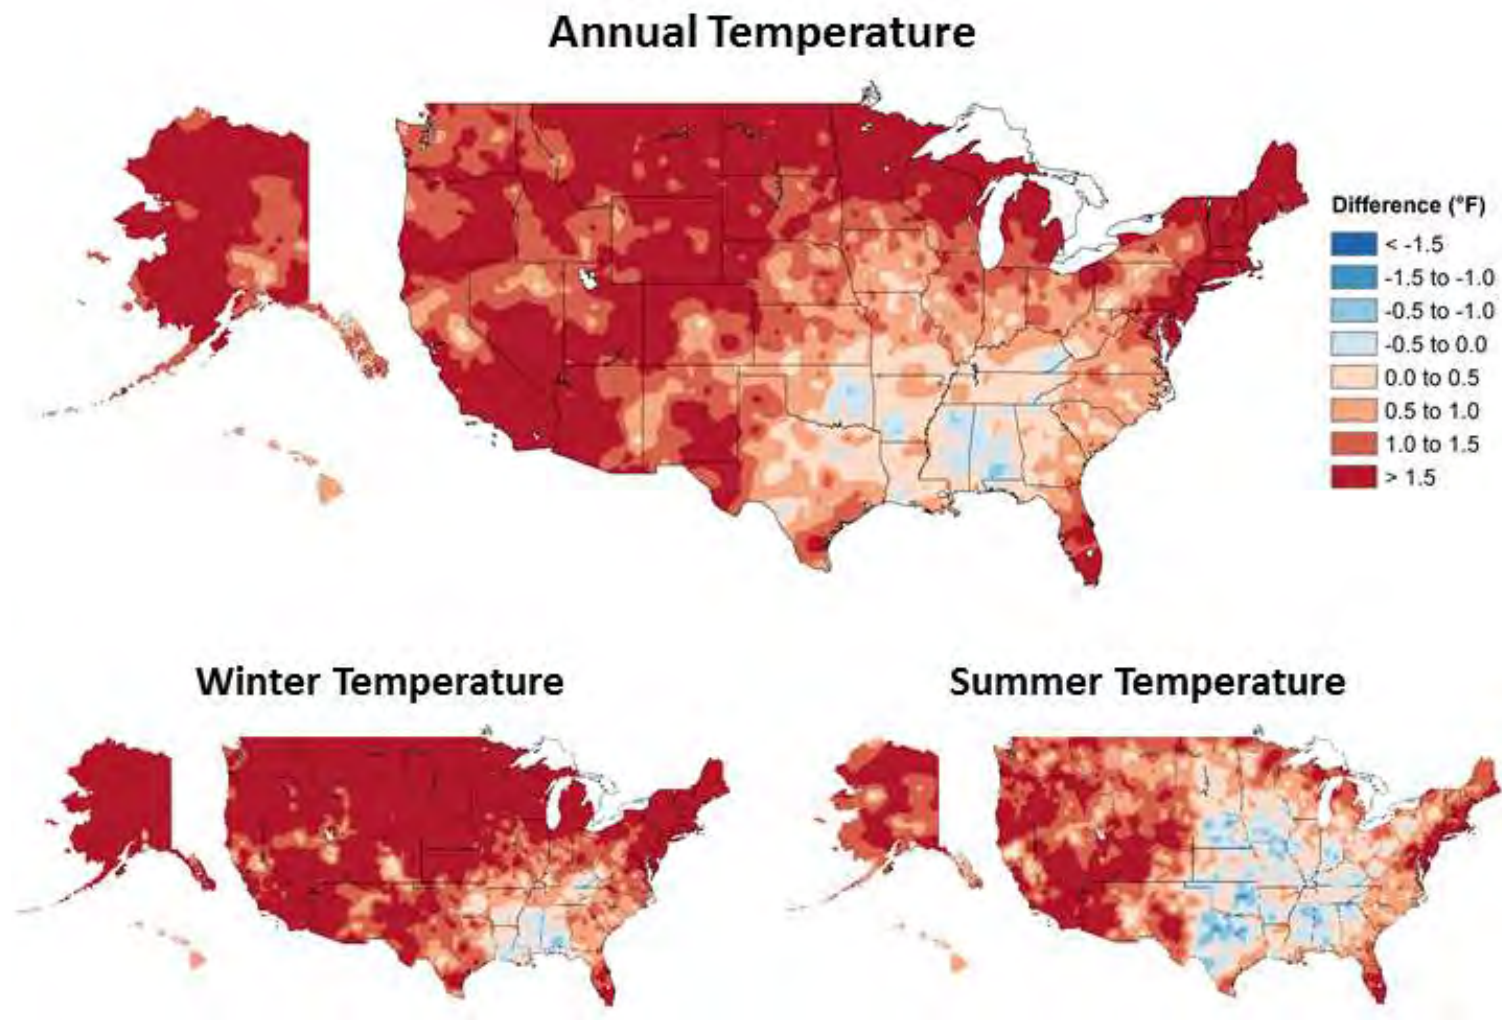 Annual Temperature
Difference (°F)
< -1.5
-1.5 to -1.0
-0.5 to -1.0
-0.5 to 0.0
0.0 to 0.5
0.5 to 1.0
1.0 to 1.5
> 1.5
Winter Temperature
Summer Temperature